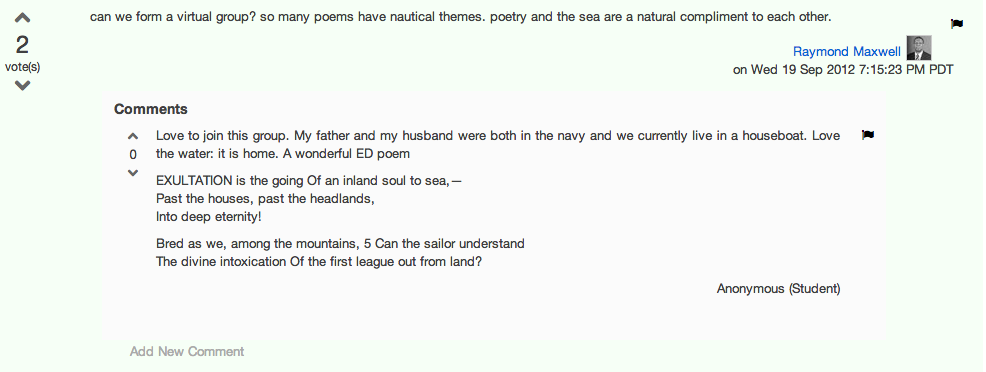 can we form a virtual group? so many poems have nautical themes. poetry and the sea are a natural compliment to each other.
2
vote(s)
Raymond Maxwell
on Wed 19 Sep 2012 7:15:23 PM PDT
Comments
Love to join this group. My father and my husband were both in the navy and we currently live in a houseboat. Love
0 the water: it is home. A wonderful ED poem
EXULTATION is the going Of an inland soul to sea,—
Past the houses, past the headlands,
Into deep eternity!
Bred as we, among the mountains, 5 Can the sailor understand
The divine intoxication Of the first league out from land?
Anonymous (Student)
Add New Comment